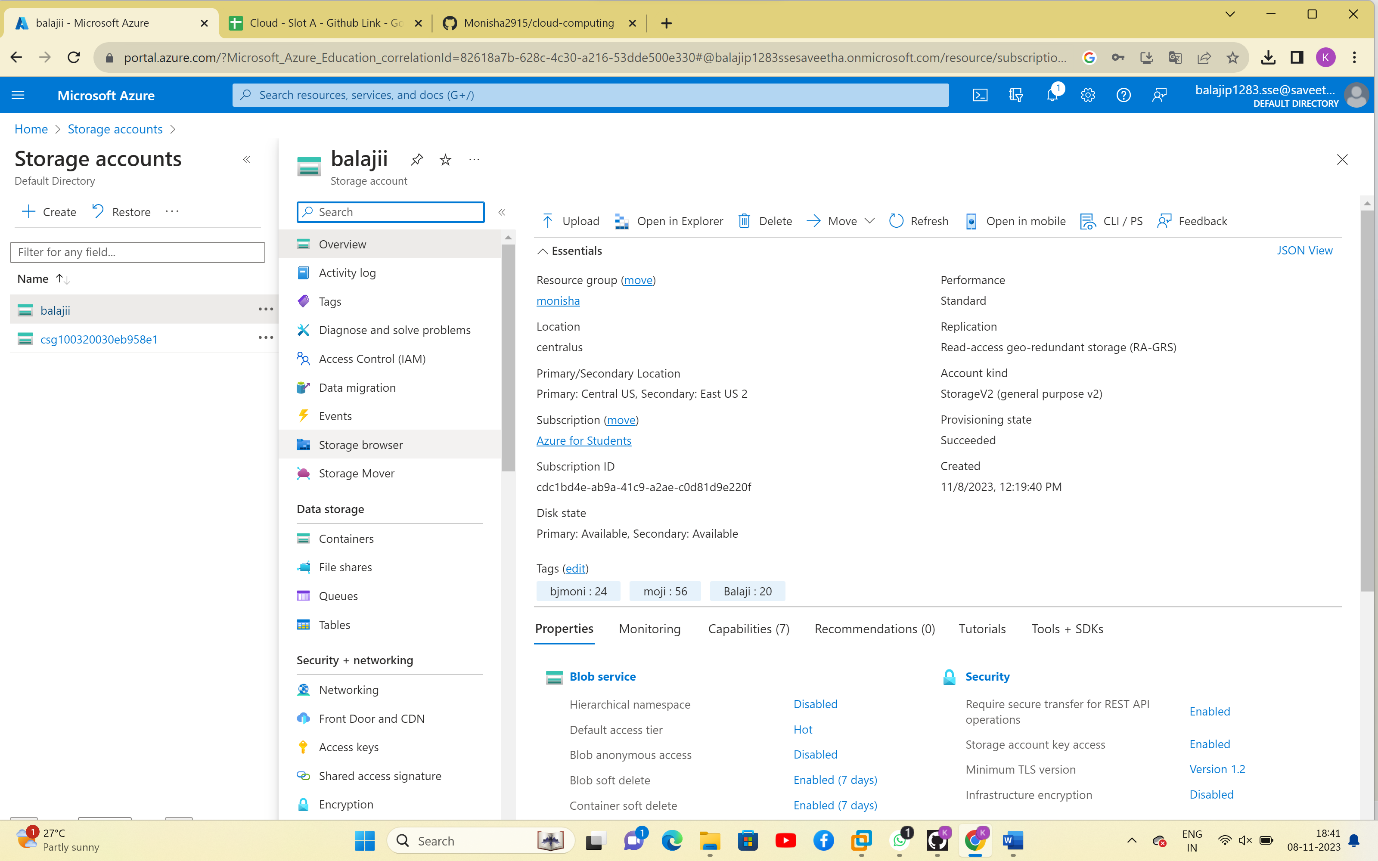 balajii - Microsoft Azure
Cloud - Slot A - Github Link - Go
Monisha2915/cloud-computing
portal.azure.com/?Microsoft_Azure_Education_correlationId=82618a7b-628c-4c30-a216-53dde500e330#@balajip1283ssesaveetha.onmicrosoft.com/resource/subscriptio...
K
Microsoft Azure
Search resources, services, and docs (G+/)
1
balajip1283.sse@saveet...
DEFAULT DIRECTORY
Home > Storage accounts >
Storage accounts
Default Directory
Create
Restore
Filter for any field...
Name
balajii
csg100320030eb958e1
balajii
Storage account
Search
Overview
Activity log
Tags
Diagnose and solve problems
Access Control (IAM)
Data migration
Events
Storage browser
Storage Mover
Data storage
Containers
File shares
Queues
Tables
Security + networking
Networking
Front Door and CDN
Access keys
Shared access signature
Encryption
Upload
Open in Explorer
Delete
Move
Refresh
Open in mobile
CLI / PS
Feedback
Essentials
JSON View
Resource group (move)
monisha
Location
centralus
Primary/Secondary Location
Primary: Central US, Secondary: East US 2
Subscription (move)
Azure for Students
Subscription ID
cdc1bd4e-ab9a-41c9-a2ae-c0d81d9e220f
Disk state
Primary: Available, Secondary: Available
Performance
Standard
Replication
Read-access geo-redundant storage (RA-GRS)
Account kind
StorageV2 (general purpose v2)
Provisioning state
Succeeded
Created
11/8/2023, 12:19:40 PM
Tags (edit)
bjmoni : 24
moji : 56
Balaji : 20
Properties
Monitoring
Capabilities (7)
Recommendations (0)
Tutorials
Tools + SDKs
Blob service
Hierarchical namespace Disabled
Default access tier Hot
Blob anonymous access Disabled
Blob soft delete Enabled (7 days)
Container soft delete Enabled (7 days)
Security
Require secure transfer for REST API
operations Enabled
Storage account key access Enabled
Minimum TLS version Version 1.2
Infrastructure encryption Disabled
1
27°C
Partly sunny
Search
1
1
K
K
ENG
IN
18:41
08-11-2023